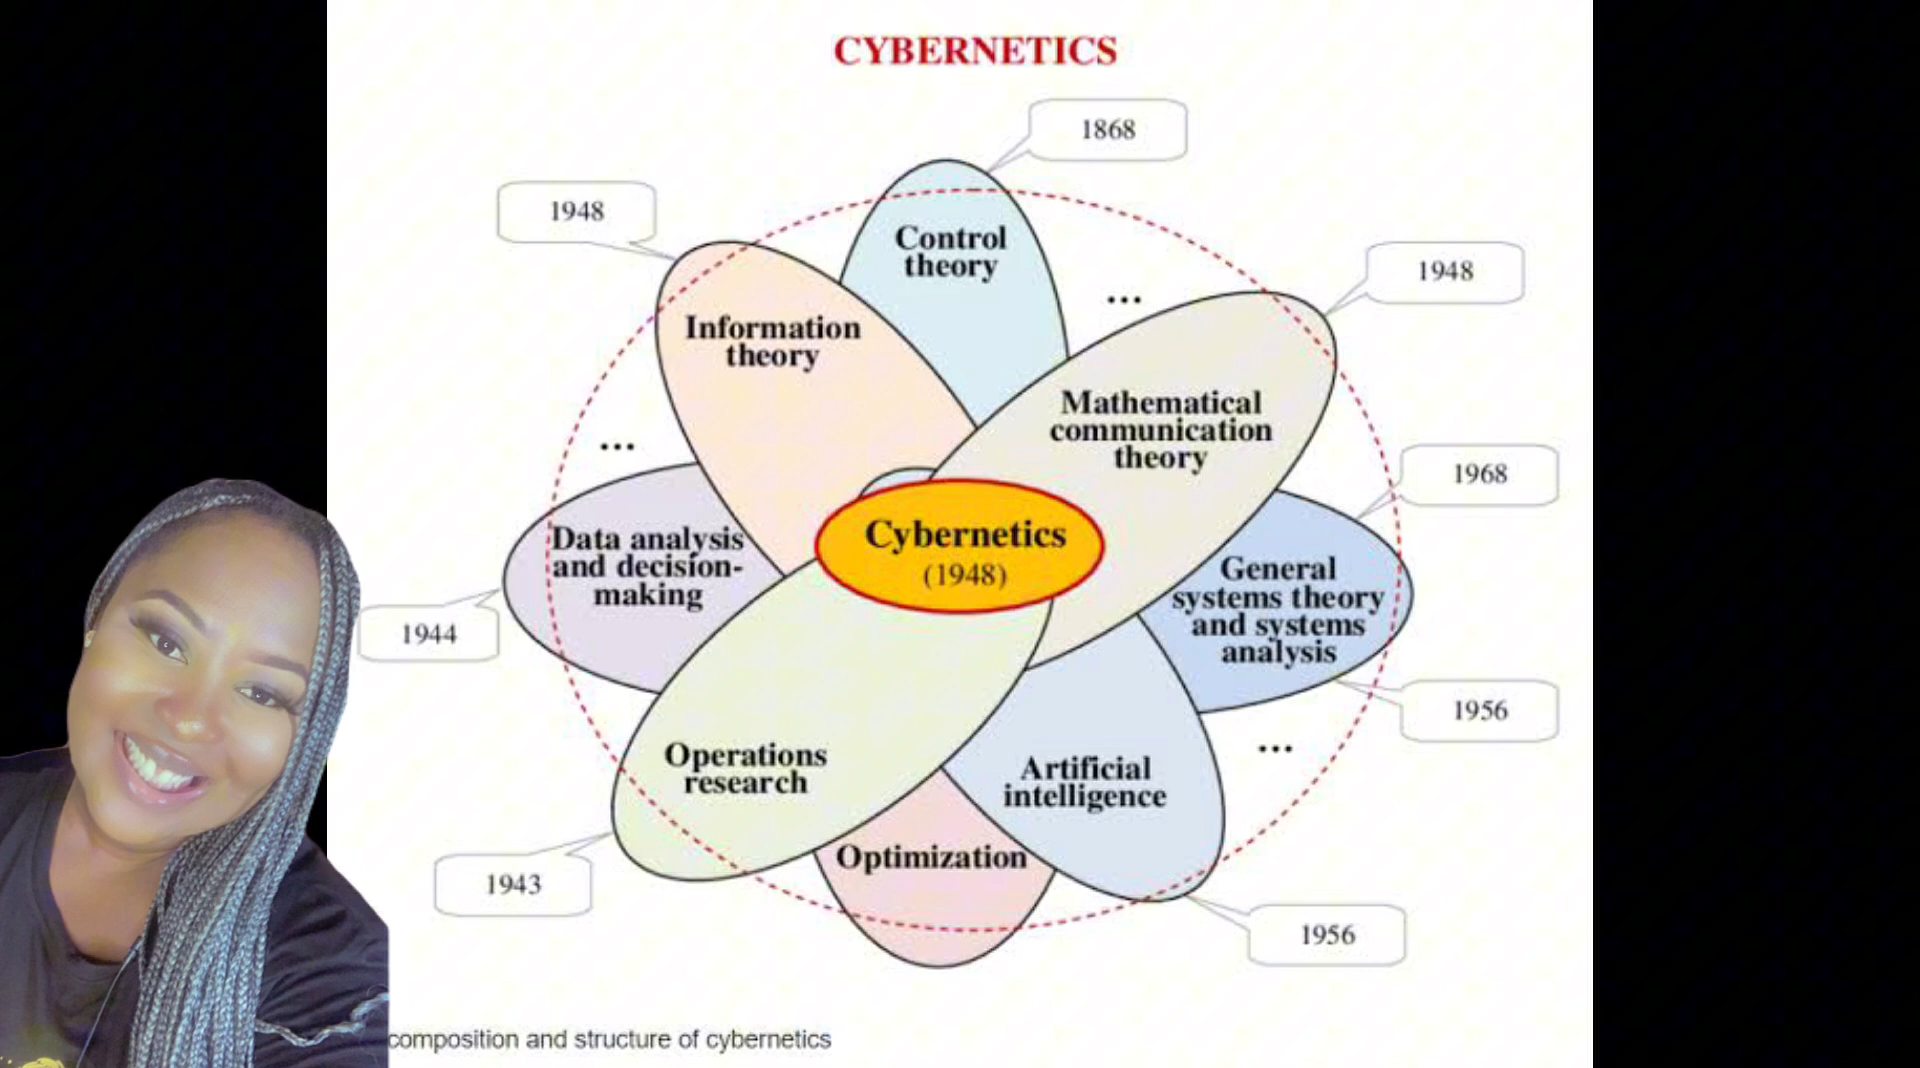 CYBERNETICS
1868
1948
Control
theory
1948
...
Information
theory
Mathematical
communication
theory
...
1968
Cybernetics
(1948)
Data analysis
and decision-
making
General
systems theory
and systems
analysis
1944
1956
...
Operations
research
Artificial
intelligence
Optimization
1943
1956
composition and structure of cybernetics